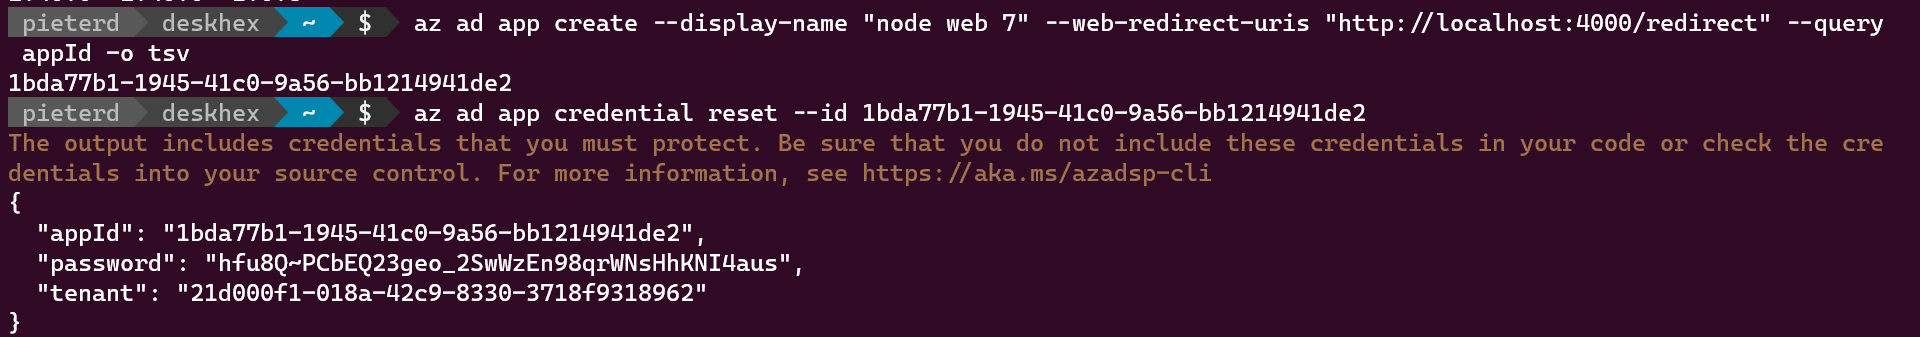 pieterd deskhex ~ $ az ad app create --display-name "node web 7" --web-redirect-uris "http://localhost:4000/redirect" --query
appId -o tsv
1bda77b1-1945-41c0-9a56-bb1214941de2
pieterd deskhex ~ $ az ad app credential reset --id 1bda77b1-1945-41c0-9a56-bb1214941de2
The output includes credentials that you must protect. Be sure that you do not include these credentials in your code or check the cre
dentials into your source control. For more information, see https://aka.ms/azadsp-cli
{
  "appId": "1bda77b1-1945-41c0-9a56-bb1214941de2",
  "password": "hfu8Q~PCbEQ23geo_2SwWzEn98qrWNsHhKNI4aus",
  "tenant": "21d000f1-018a-42c9-8330-3718f9318962"
}